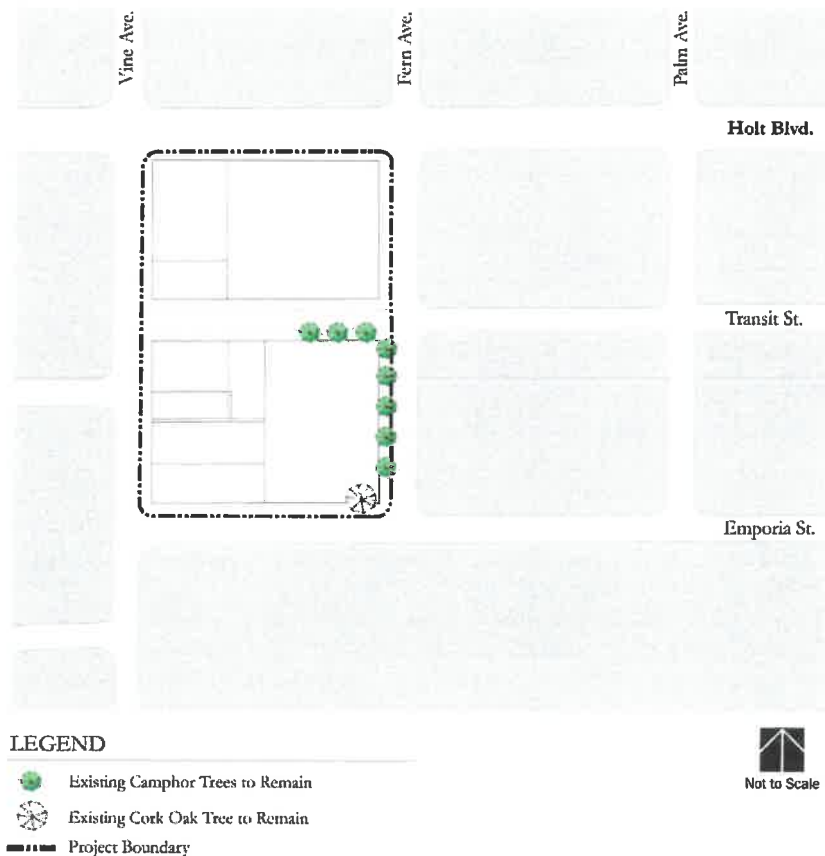 Vine Ave.
Fern Ave.
Palm Ave.
Holt Blvd.
Transit St.
Emporia St.
LEGEND
Existing Camphor Trees to Remain
Existing Cork Oak Tree to Remain
Project Boundary
Not to Scale